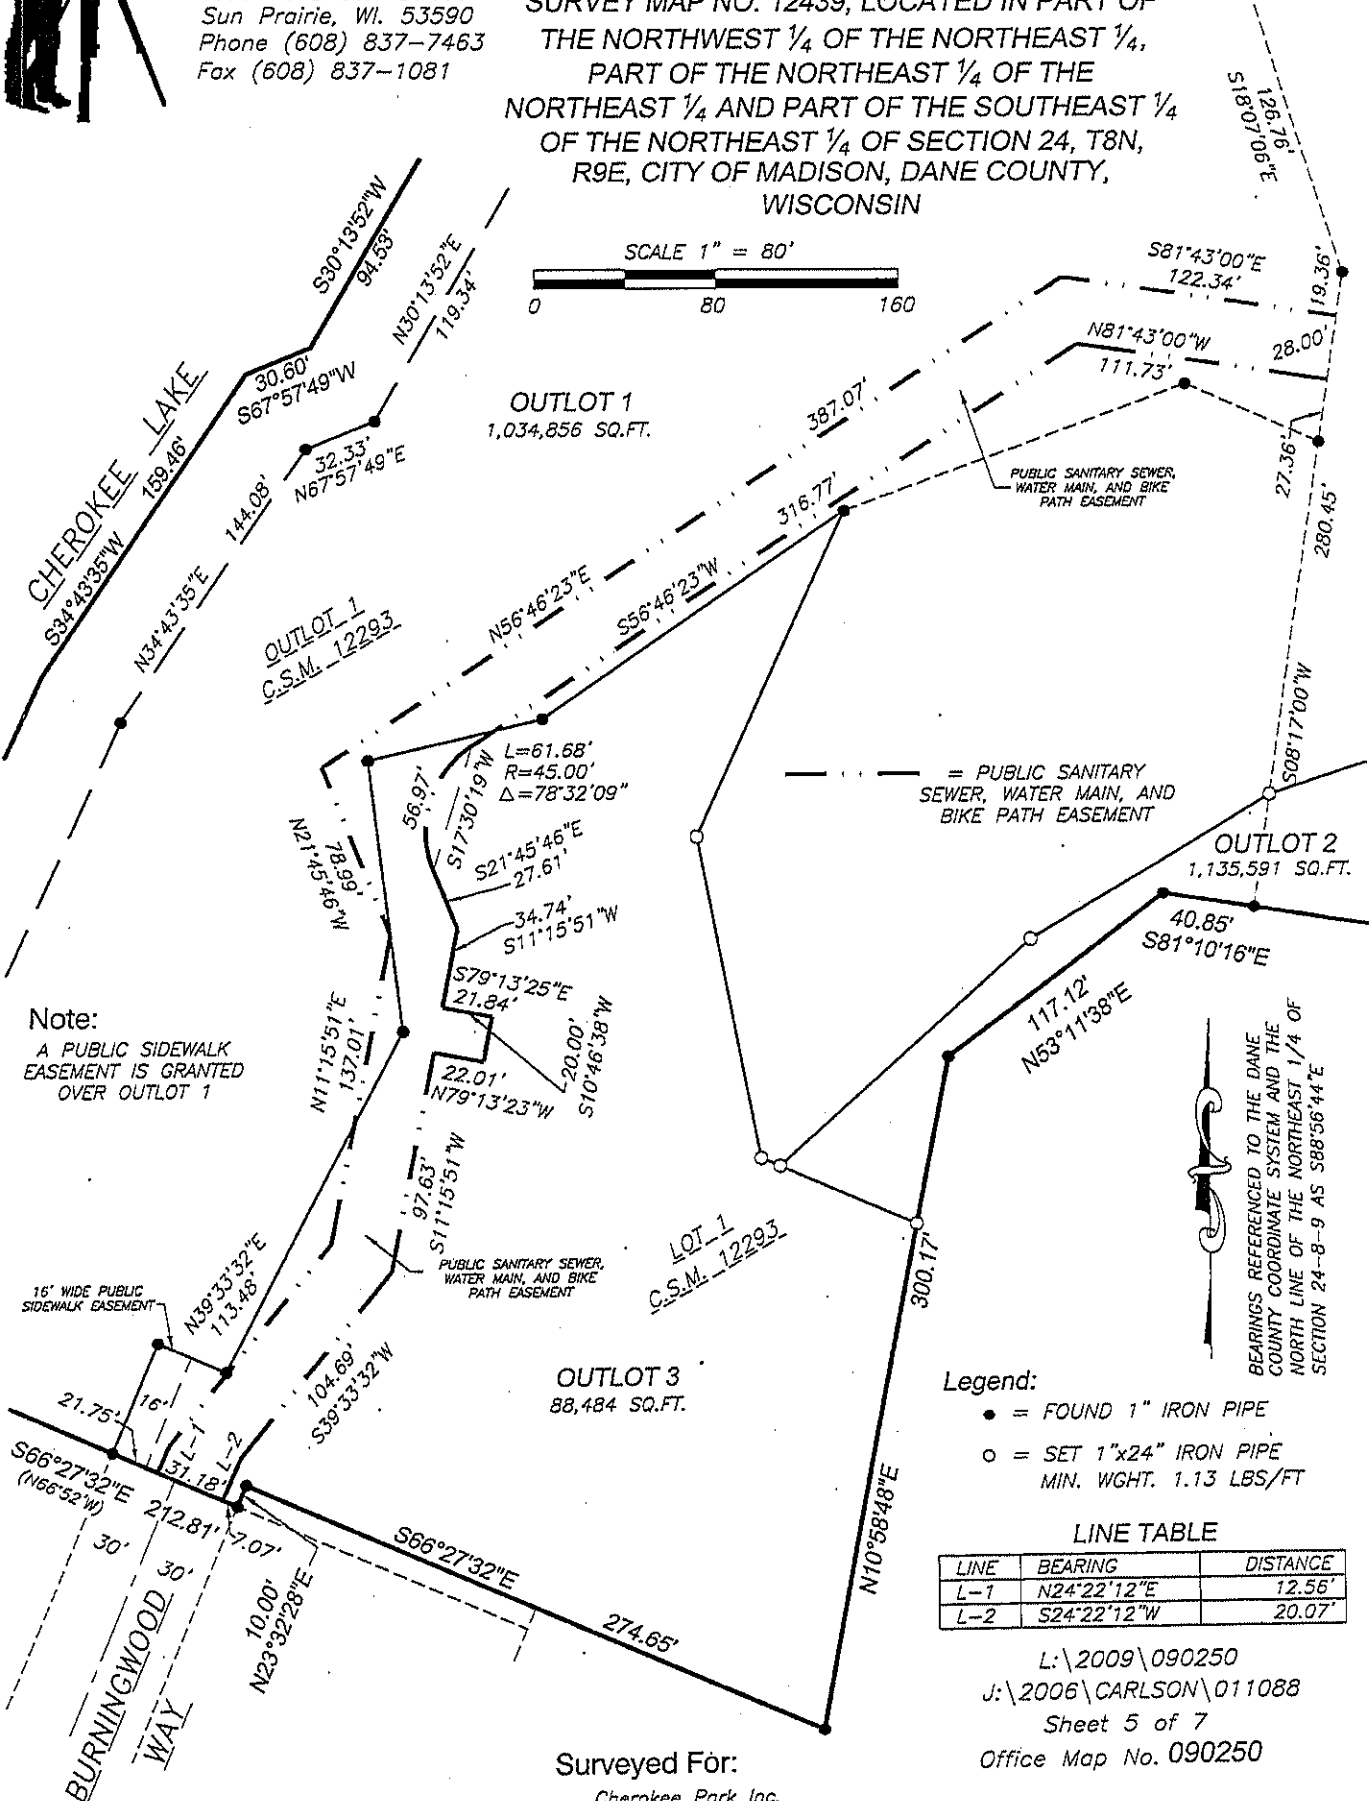 Sun Prairie, WI. 53590
Phone (608) 837-7463
Fax (608) 837-1081
SURVEY MAP NO. 12439, LOCATED IN PART OF
THE NORTHWEST ¼ OF THE NORTHEAST ¼,
PART OF THE NORTHEAST ¼ OF THE
NORTHEAST ¼ AND PART OF THE SOUTHEAST ¼
OF THE NORTHEAST ¼ OF SECTION 24, T8N,
R9E, CITY OF MADISON, DANE COUNTY,
WISCONSIN
SCALE 1" = 80'
0 80 160
126.76'
S18°07'06"E
S30°13'52"W
94.53'
N30°13'52"E
119.34'
S81°43'00"E
122.34'
19.36'
28.00'
N81°43'00"W
111.73'
30.60'
S67°57'49"W
CHEROKEE LAKE
159.46'
S34°43'35"W
32.33'
N67°57'49"E
144.08'
N34°43'35"E
OUTLOT 1
1,034,856 SQ.FT.
387.07'
316.77'
PUBLIC SANITARY SEWER,
WATER MAIN, AND BIKE
PATH EASEMENT
27.36'
280.45'
N56°46'23"E
S56°46'23"W
OUTLOT 1
C.S.M. 12293
S08°17'00"W
L=61.68'
R=45.00'
Δ=78°32'09"
56.97'
S17°30'19"W
= PUBLIC SANITARY
SEWER, WATER MAIN, AND
BIKE PATH EASEMENT
78.99'
N21°45'46"W
S21°45'46"E
27.61'
34.74'
S11°15'51"W
OUTLOT 2
1,135,591 SQ.FT.
40.85'
S81°10'16"E
S79°13'25"E
21.84'
20.00'
S10°46'38"W
117.12'
N53°11'38"E
Note:
A PUBLIC SIDEWALK
EASEMENT IS GRANTED
OVER OUTLOT 1
N11°15'51"E
137.01'
22.01'
N79°13'23"W
97.63'
S11°15'51"W
BEARINGS REFERENCED TO THE DANE
COUNTY COORDINATE SYSTEM AND THE
NORTH LINE OF THE NORTHEAST 1/4 OF
SECTION 24-8-9 AS S88°56'44"E
PUBLIC SANITARY SEWER,
WATER MAIN, AND BIKE
PATH EASEMENT
LOT 1
C.S.M. 12293
300.17'
N10°58'48"E
16' WIDE PUBLIC
SIDEWALK EASEMENT
N39°33'32"E
113.48'
104.69'
S39°33'32"W
OUTLOT 3
88,484 SQ.FT.
Legend:
● = FOUND 1" IRON PIPE
○ = SET 1"x24" IRON PIPE
MIN. WGHT. 1.13 LBS/FT
21.75'
16'
L-1
L-2
31.18'
S66°27'32"E
(N66°52'W)
212.81'
7.07'
30'
30'
10.00'
N23°32'28"E
S66°27'32"E
274.65'
BURNINGWOOD
WAY
LINE TABLE
LINE BEARING DISTANCE
L-1 N24°22'12"E 12.56'
L-2 S24°22'12"W 20.07'
L:\2009\090250
J:\2006\CARLSON\011088
Sheet 5 of 7
Office Map No. 090250
Surveyed For:
Cherokee Park Inc.